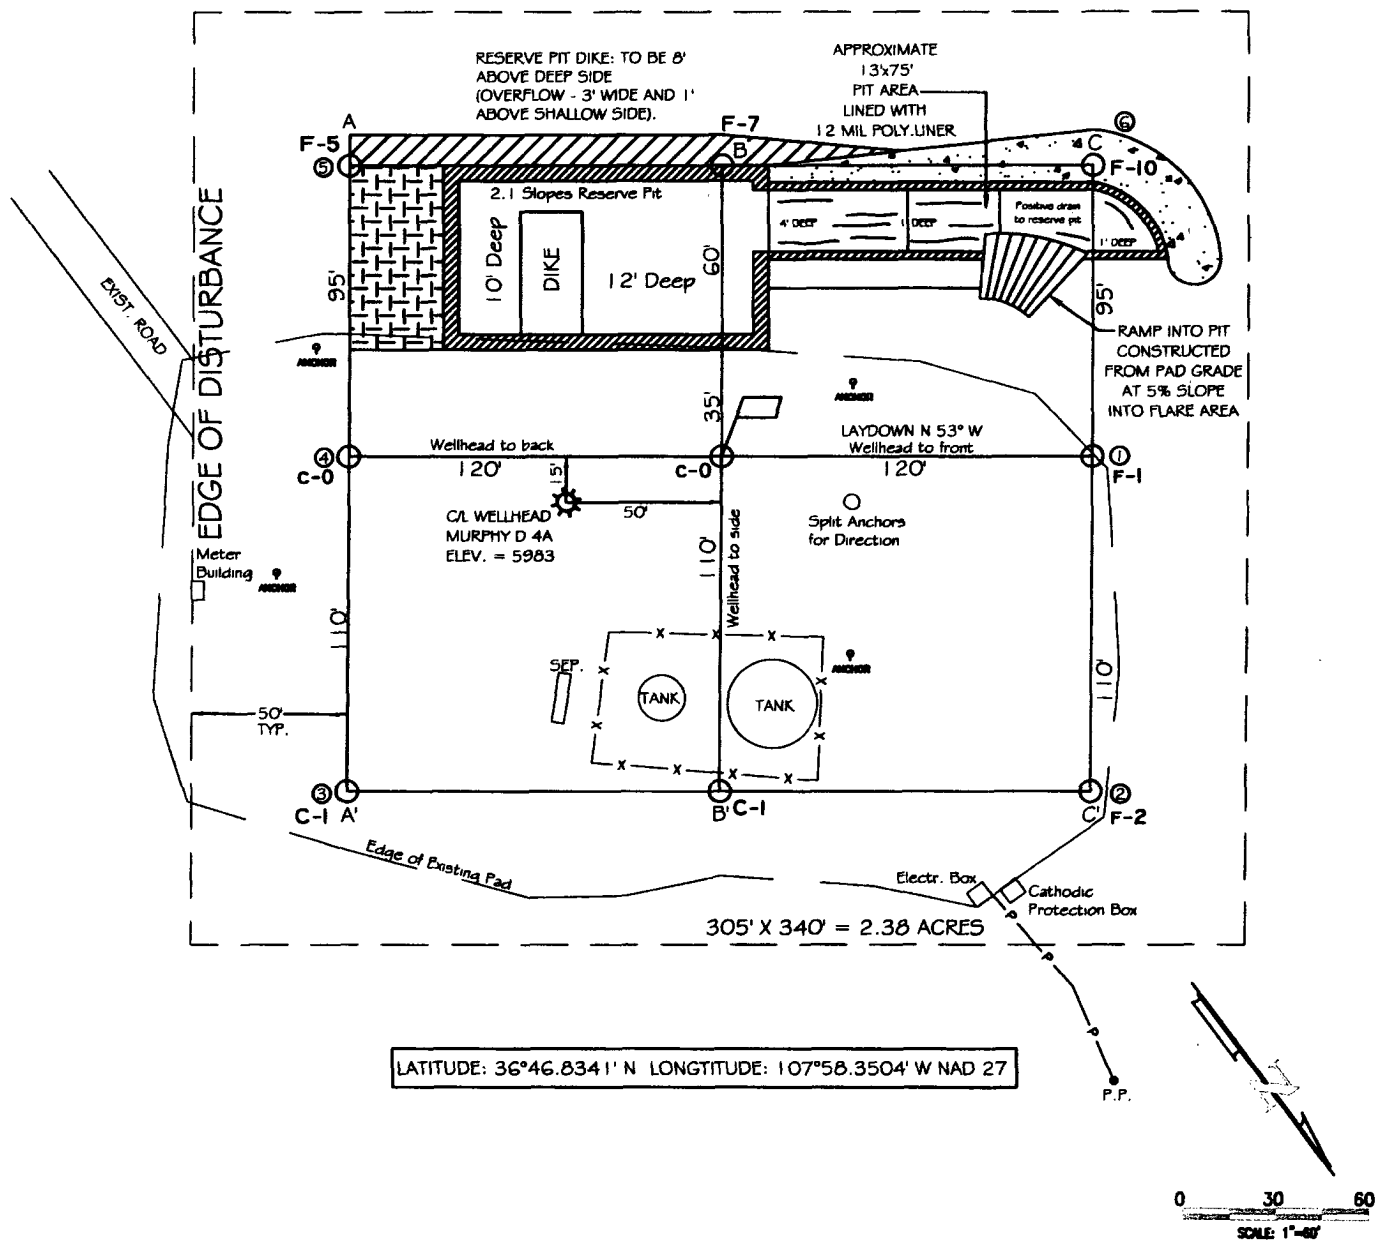 RESERVE PIT DIKE: TO BE 8'
ABOVE DEEP SIDE
(OVERFLOW - 3' WIDE AND 1'
ABOVE SHALLOW SIDE).
APPROXIMATE
13'x75'
PIT AREA
LINED WITH
12 MIL POLY.LINER
A
F-5
⑤
F-7
B
C
⑥
F-10
2.1 Slopes Reserve Pit
10' Deep
DIKE
12' Deep
60'
4' DEEP
1' DEEP
Positive drain
to reserve pit
1' DEEP
95'
95'
EXIST. ROAD
EDGE OF DISTURBANCE
ANCHOR
ANCHOR
RAMP INTO PIT
CONSTRUCTED
FROM PAD GRADE
AT 5% SLOPE
INTO FLARE AREA
35'
LAYDOWN N 53° W
Wellhead to back
Wellhead to front
④
C-0
120'
C-0
120'
①
F-1
15'
50'
C/L WELLHEAD
MURPHY D 4A
ELEV. = 5983
Split Anchors
for Direction
Meter
Building
ANCHOR
110'
110'
Wellhead to side
110'
SEP.
TANK
TANK
ANCHOR
x x x x x x x x x x x
50'
TYP.
③
C-1
A'
B'
C-1
C'
②
F-2
Edge of Existing Pad
Electr. Box
Cathodic
Protection Box
305' X 340' = 2.38 ACRES
P
P
P
P.P.
LATITUDE: 36°46.8341' N LONGTITUDE: 107°58.3504' W NAD 27
N
0 30 60
SCALE: 1"=60'